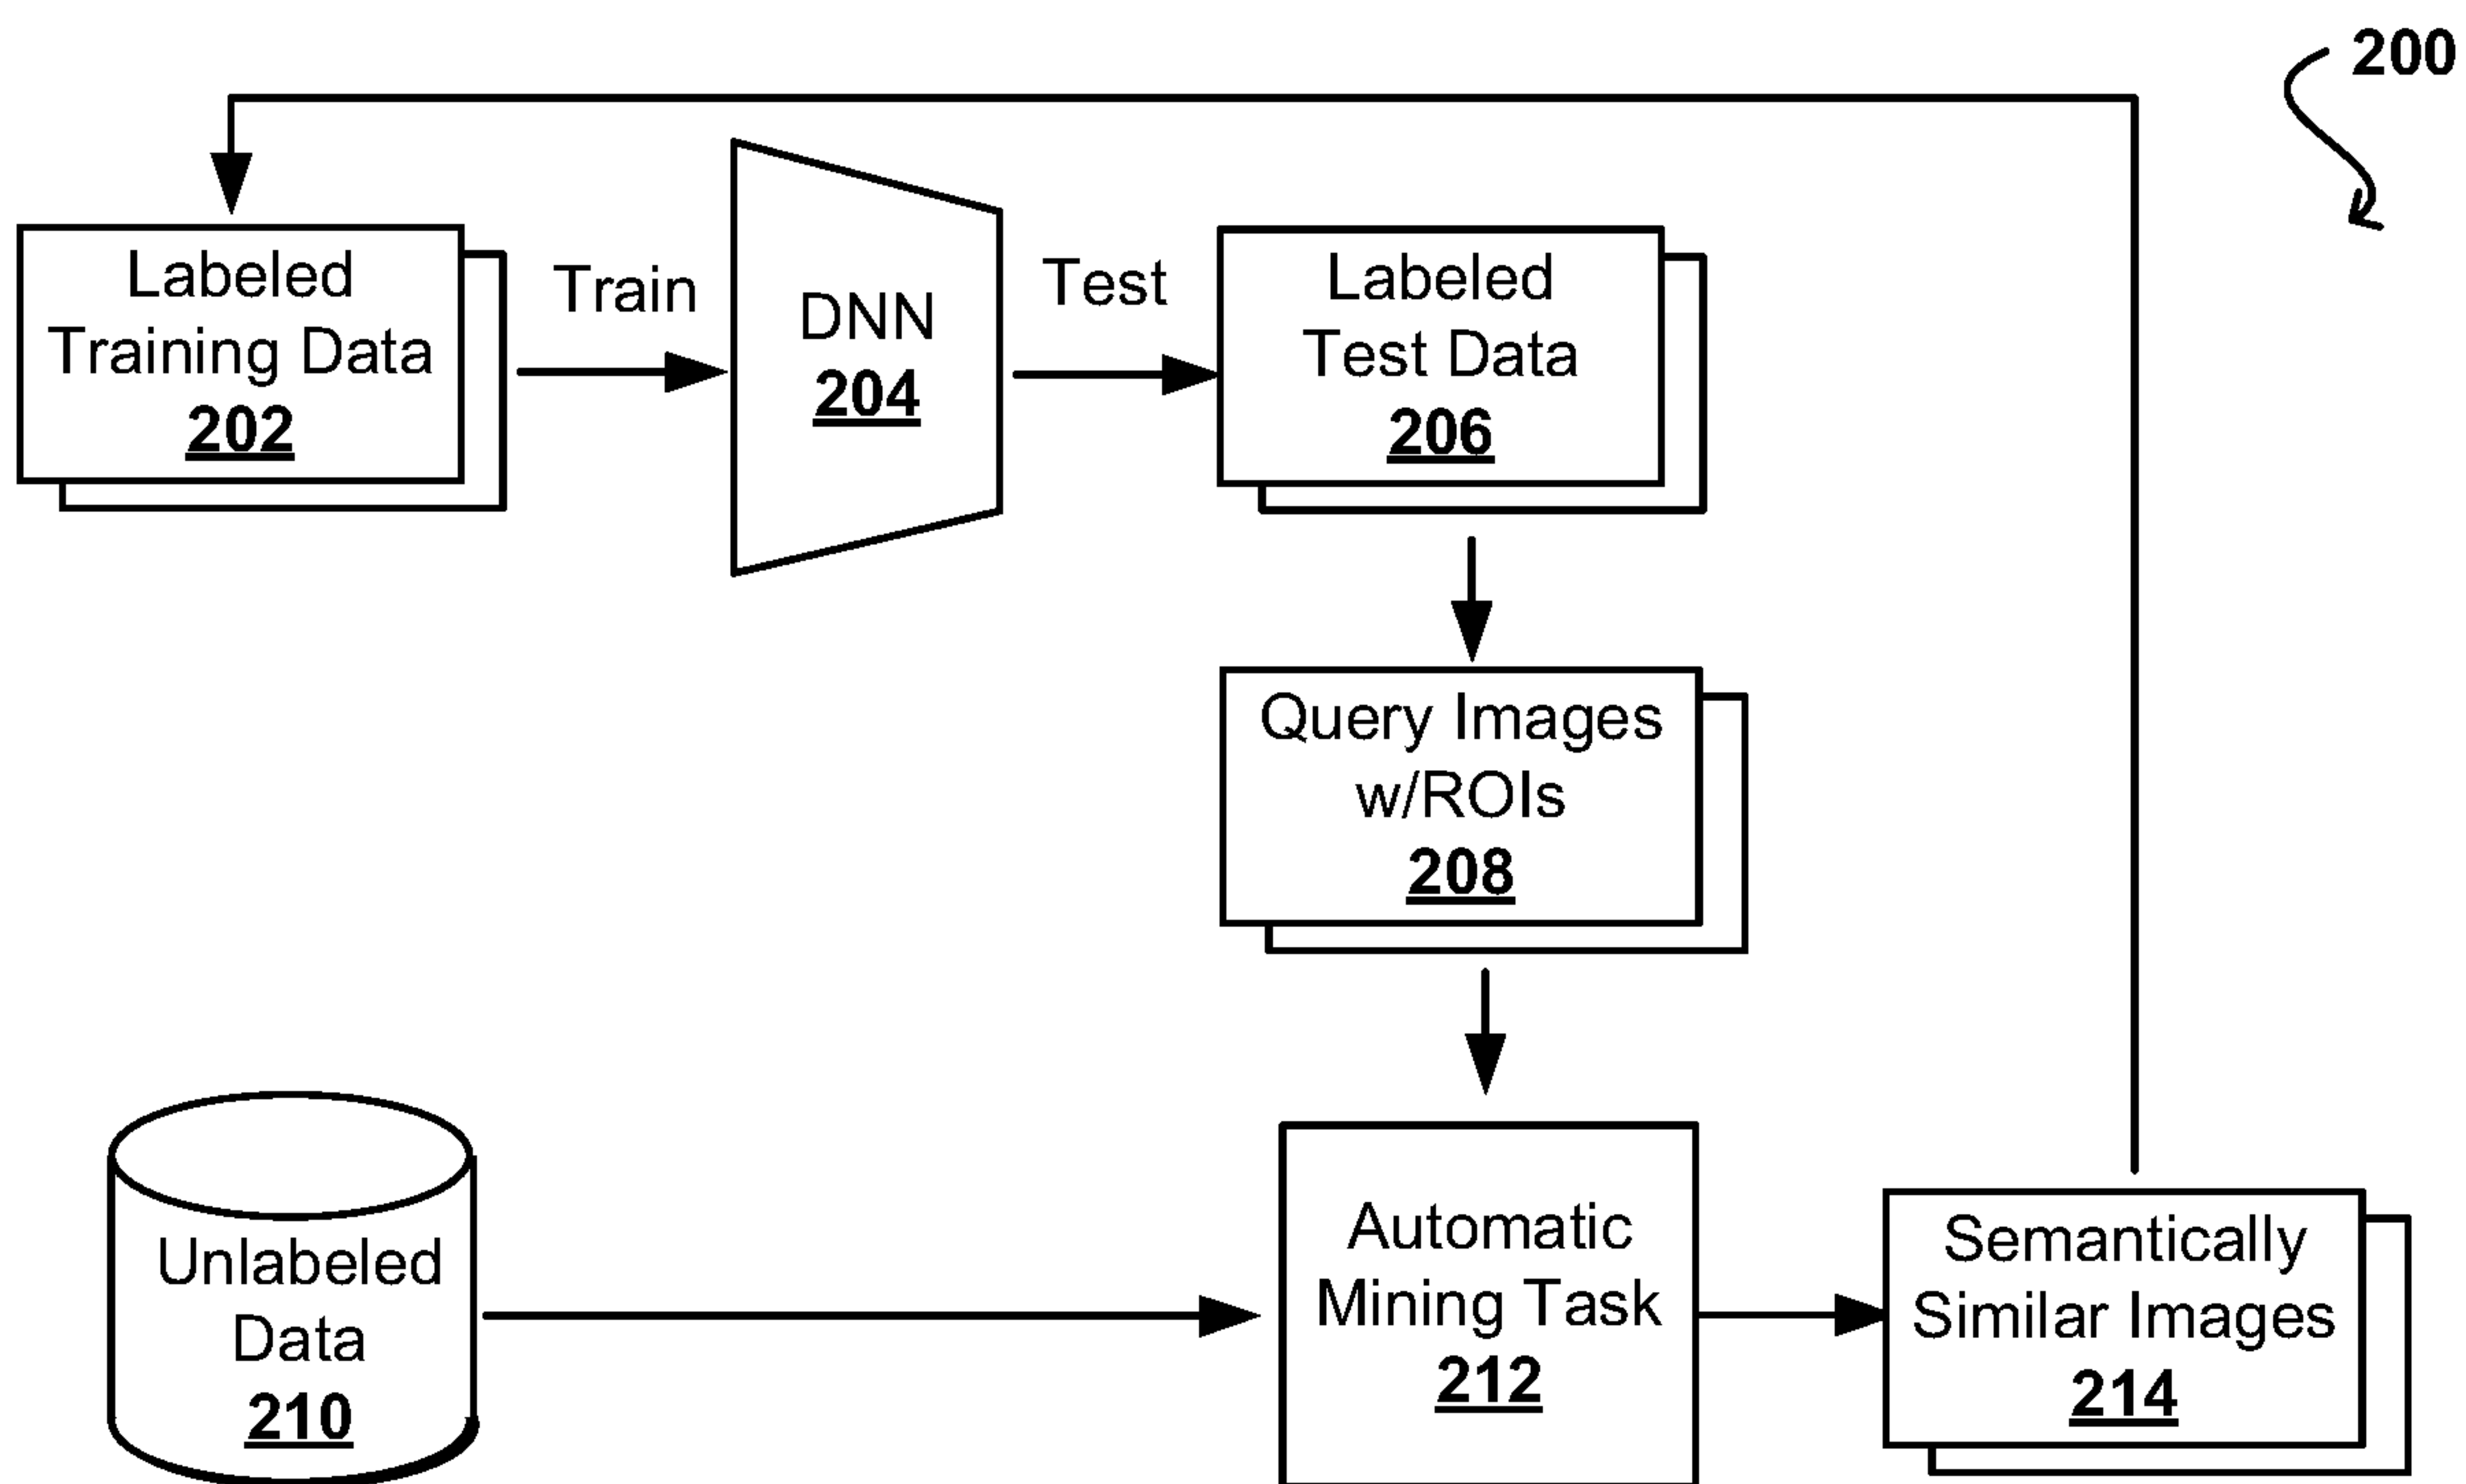 200
Labeled
Training Data
202
Train
DNN
204
Test
Labeled
Test Data
206
Query Images
w/ROIs
208
Unlabeled
Data
210
Automatic
Mining Task
212
Semantically
Similar Images
214